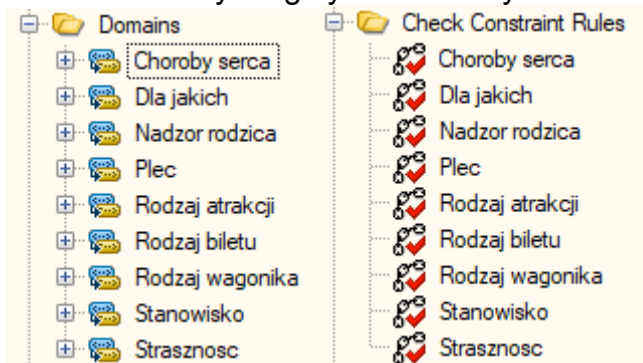 Domains
Choroby serca
Dla jakich
Nadzor rodzica
Plec
Rodzaj atrakcji
Rodzaj biletu
Rodzaj wagonika
Stanowisko
Strasznosc
Check Constraint Rules
Choroby serca
Dla jakich
Nadzor rodzica
Plec
Rodzaj atrakcji
Rodzaj biletu
Rodzaj wagonika
Stanowisko
Strasznosc